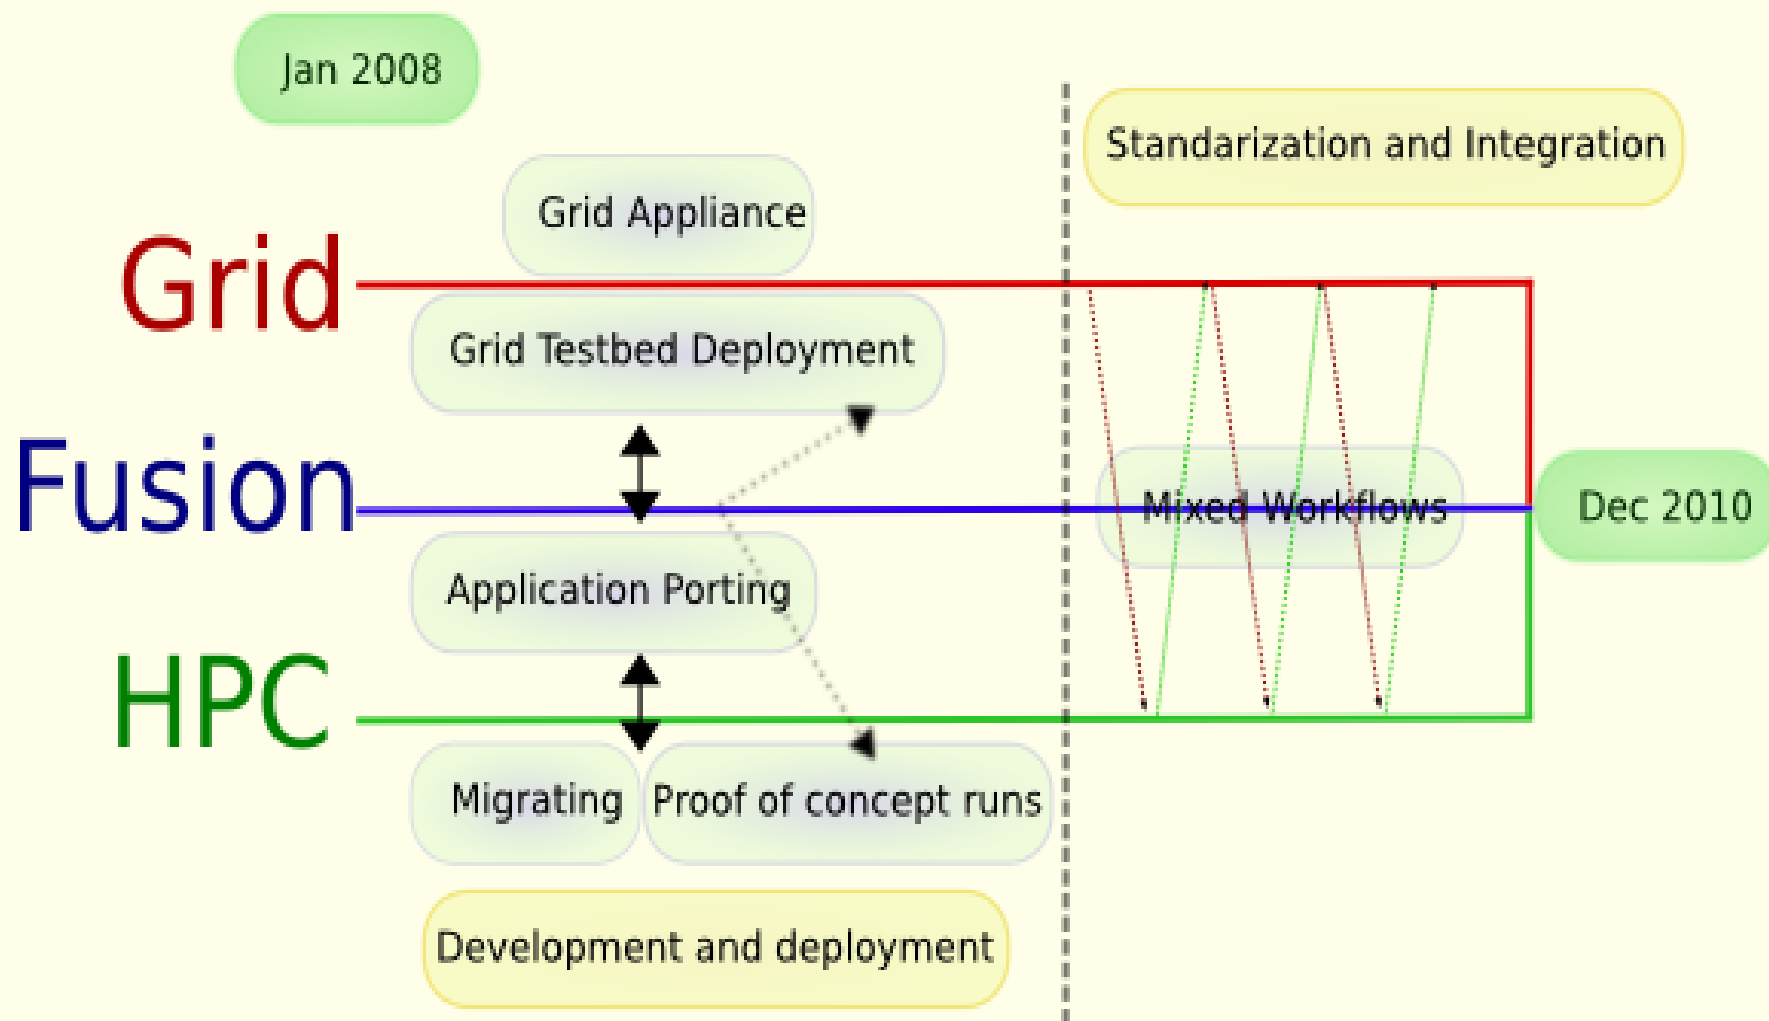 Jan 2008
Standarization and Integration
Grid Appliance
Grid
Grid Testbed Deployment
Fusion
Mixed Workflows
Dec 2010
Application Porting
HPC
Migrating
Proof of concept runs
Development and deployment